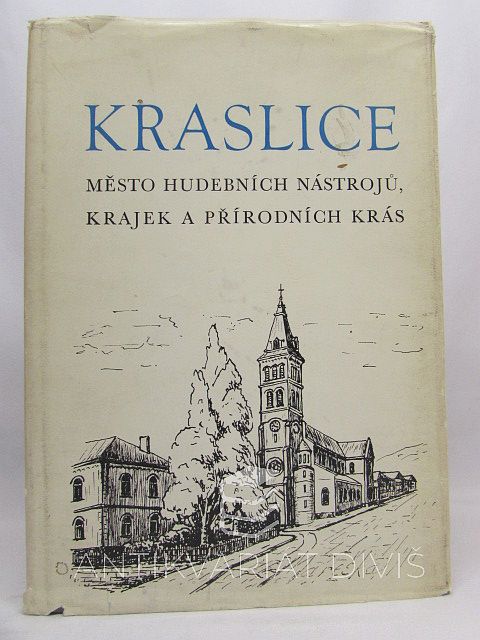 KRASLICE
MĚSTO HUDEBNÍCH NÁSTROJŮ,
KRAJEK A PŘÍRODNÍCH KRÁS
ANTIKVARIÁT DIVIŠ